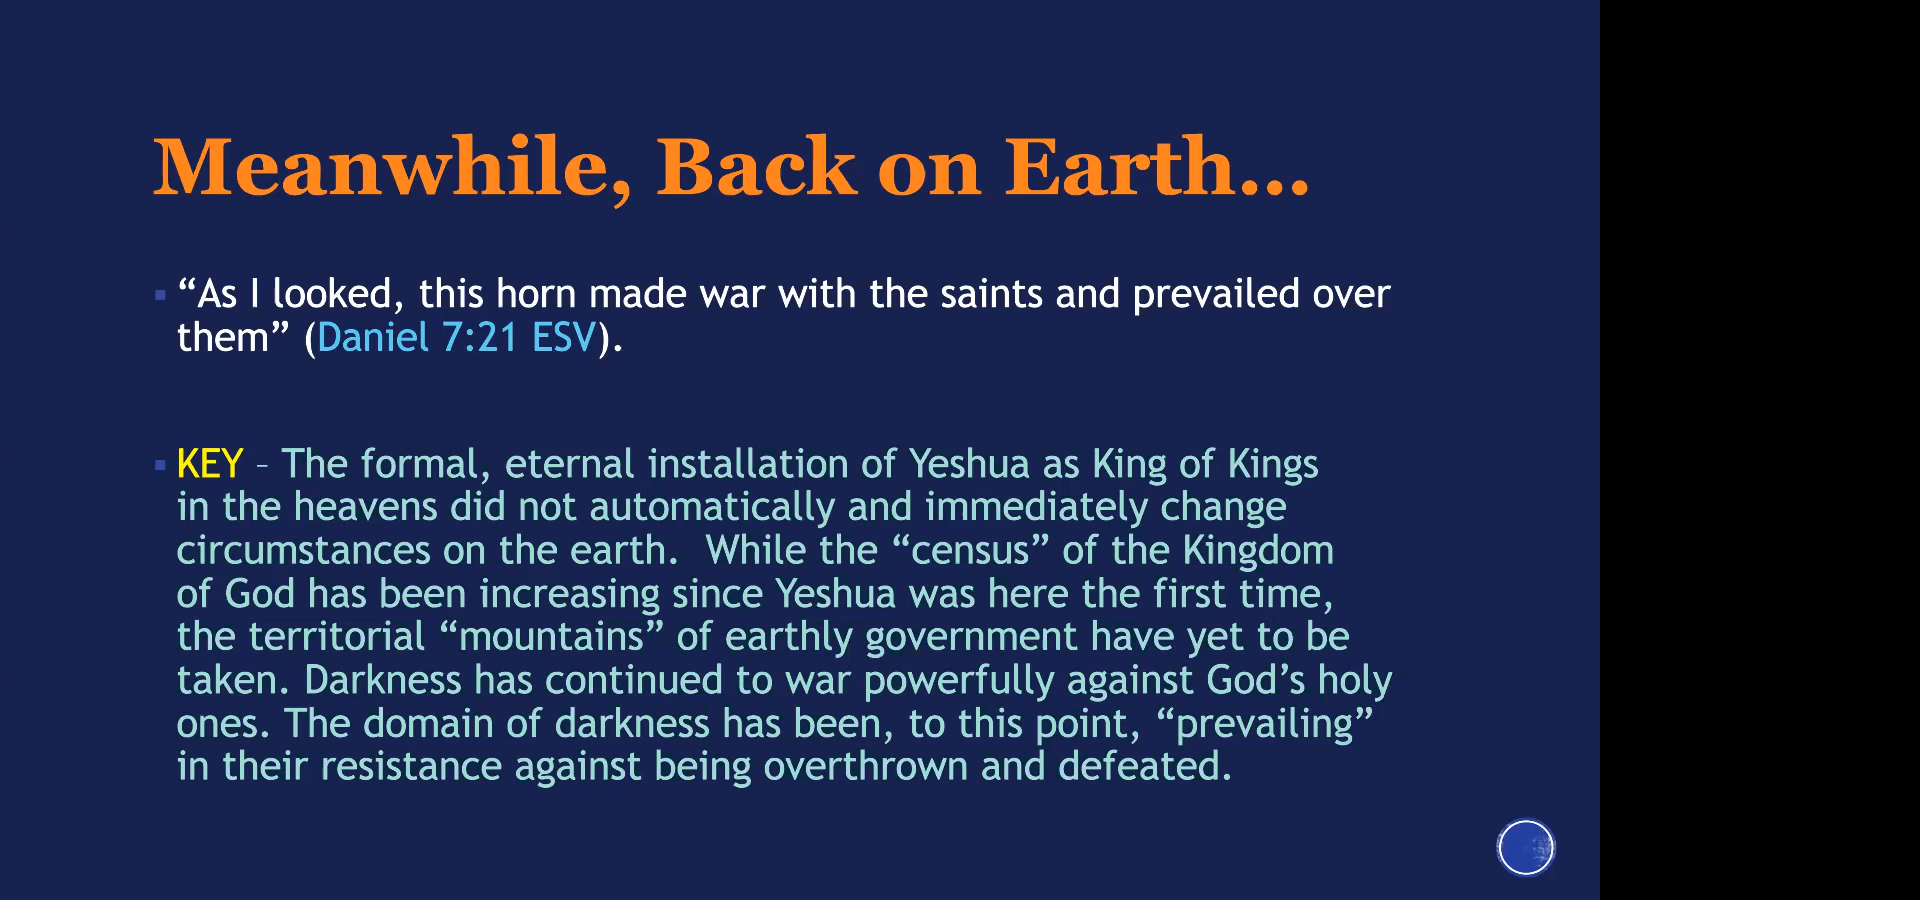 Meanwhile, Back on Earth…
“As I looked, this horn made war with the saints and prevailed over
them” (Daniel 7:21 ESV).
KEY – The formal, eternal installation of Yeshua as King of Kings
in the heavens did not automatically and immediately change
circumstances on the earth.  While the “census” of the Kingdom
of God has been increasing since Yeshua was here the first time,
the territorial “mountains” of earthly government have yet to be
taken. Darkness has continued to war powerfully against God’s holy
ones. The domain of darkness has been, to this point, “prevailing”
in their resistance against being overthrown and defeated.